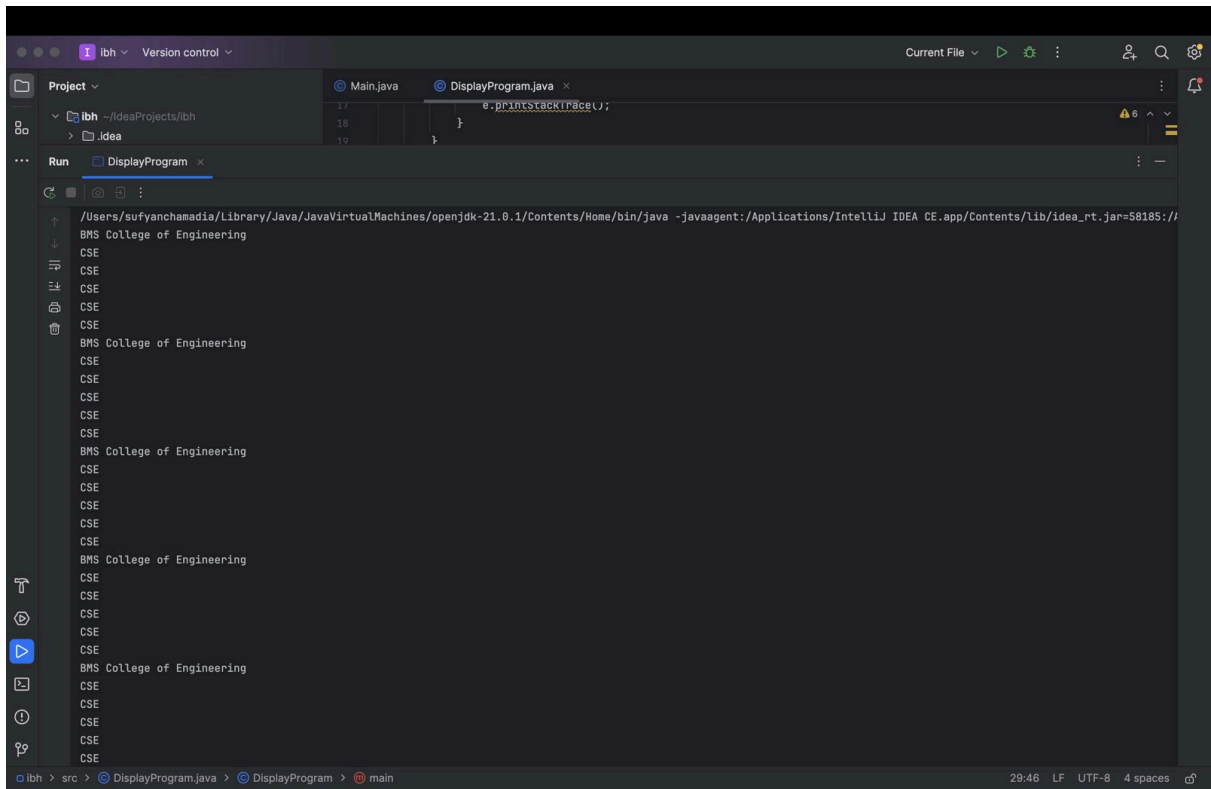 I ibh Version control Current File
Project Main.java DisplayProgram.java
ibh ~/IdeaProjects/ibh
.idea
17 e.printStackTrace();
18 }
19 }
6
Run DisplayProgram
/Users/sufyanchamadia/Library/Java/JavaVirtualMachines/openjdk-21.0.1/Contents/Home/bin/java -javaagent:/Applications/IntelliJ IDEA CE.app/Contents/lib/idea_rt.jar=58185:/
BMS College of Engineering
CSE
CSE
CSE
CSE
CSE
BMS College of Engineering
CSE
CSE
CSE
CSE
CSE
BMS College of Engineering
CSE
CSE
CSE
CSE
CSE
BMS College of Engineering
CSE
CSE
CSE
CSE
CSE
BMS College of Engineering
CSE
CSE
CSE
CSE
CSE
ibh > src > DisplayProgram.java > DisplayProgram > main 29:46 LF UTF-8 4 spaces